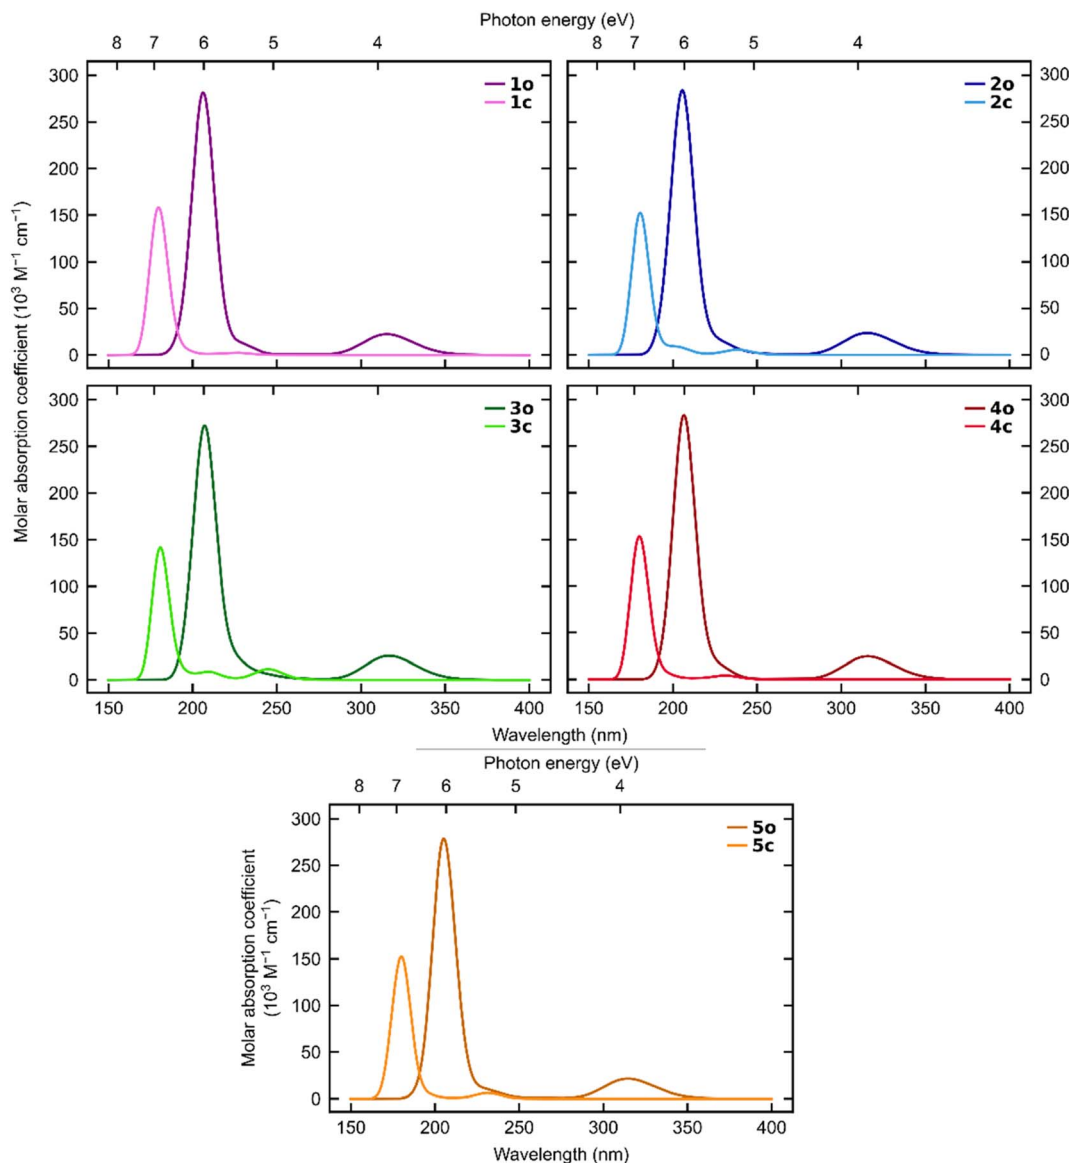 Photon energy (eV)
8 7 6 5 4
8 7 6 5 4
Molar absorption coefficient (10³ M⁻¹ cm⁻¹)
300
250
200
150
100
50
0
1o
1c
2o
2c
300
250
200
150
100
50
0
300
250
200
150
100
50
0
3o
3c
4o
4c
300
250
200
150
100
50
0
150 200 250 300 350 400
150 200 250 300 350 400
Wavelength (nm)
Photon energy (eV)
8 7 6 5 4
Molar absorption coefficient
(10³ M⁻¹ cm⁻¹)
300
250
200
150
100
50
0
5o
5c
150 200 250 300 350 400
Wavelength (nm)